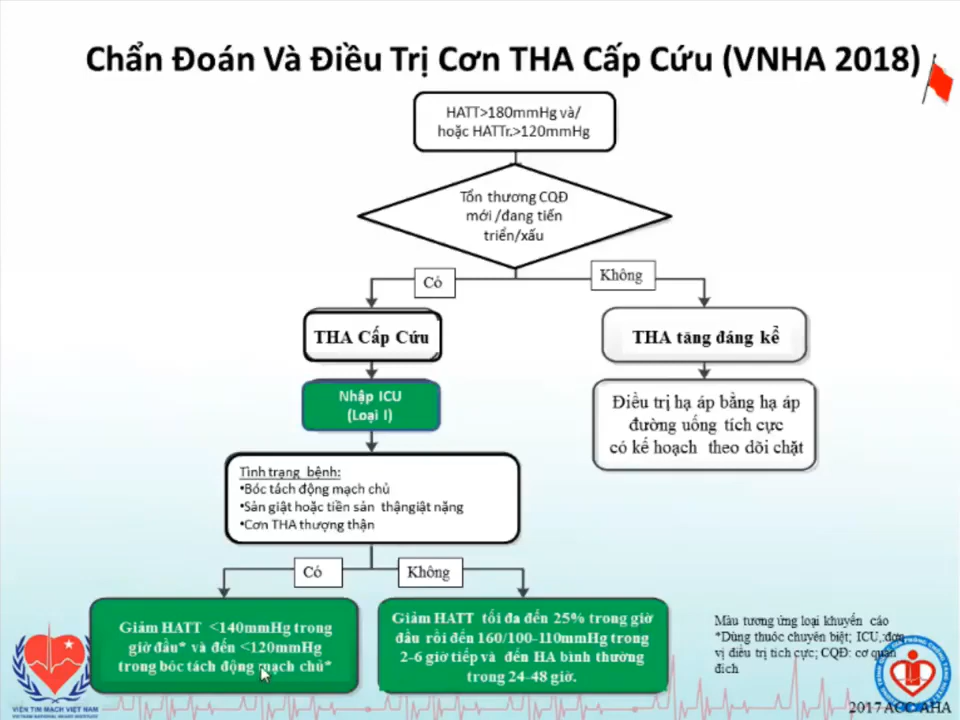 Chẩn Đoán Và Điều Trị Cơn THA Cấp Cứu (VNHA 2018)
HATT>180mmHg và/
hoặc HATTr.>120mmHg
Tổn thương CQĐ
mới /đang tiến
triển/xấu
Có
Không
THA Cấp Cứu
THA tăng đáng kể
Nhập ICU
(Loại I)
Điều trị hạ áp bằng hạ áp
đường uống tích cực
có kế hoạch theo dõi chặt
Tình trạng bệnh:
•Bóc tách động mạch chủ
•Sản giật hoặc tiền sản thậngiật nặng
•Cơn THA thượng thận
Có
Không
Giảm HATT <140mmHg trong
giờ đầu* và đến <120mmHg
trong bóc tách động mạch chủ*
Giảm HATT tối đa đến 25% trong giờ
đầu rồi đến 160/100-110mmHg trong
2-6 giờ tiếp và đến HA bình thường
trong 24-48 giờ.
Màu tương ứng loại khuyến cáo
*Dùng thuốc chuyên biệt; ICU, đơn
vị điều trị tích cực; CQĐ: cơ quan
đích
VIỆN TIM MẠCH VIỆT NAM
VIETNAM NATIONAL HEART INSTITUTE
2017 ACC AHA